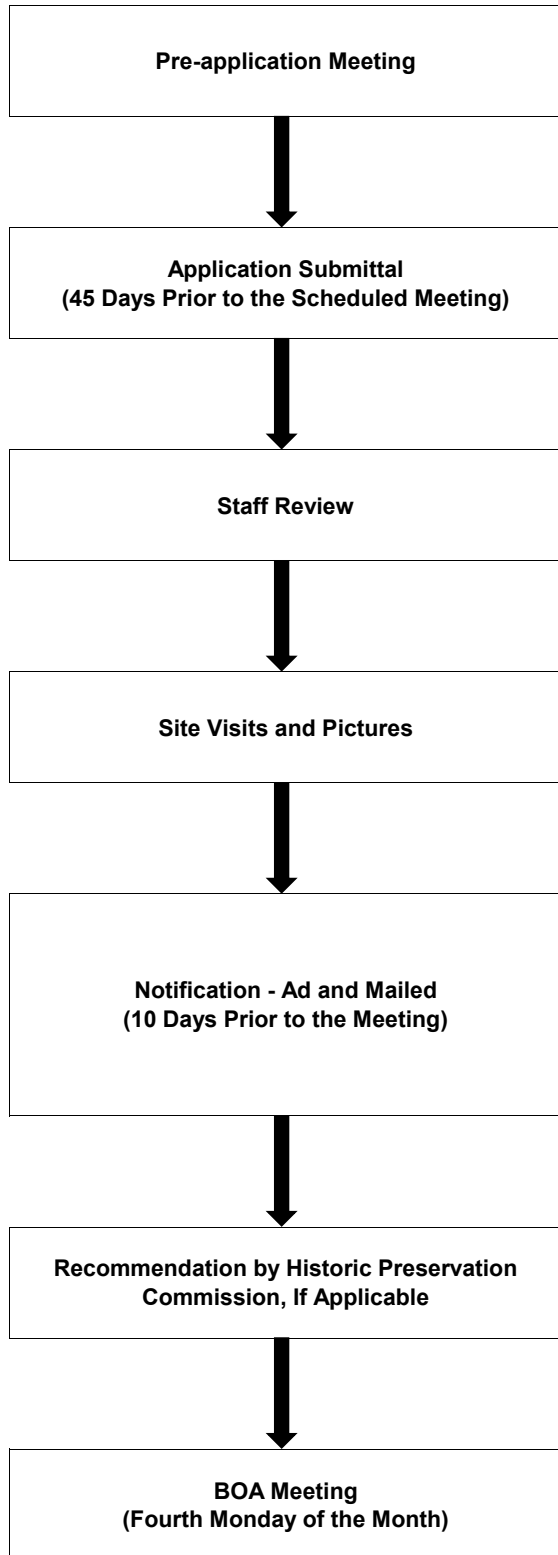 Pre-application Meeting
Application Submittal
(45 Days Prior to the Scheduled Meeting)
Staff Review
Site Visits and Pictures
Notification - Ad and Mailed
(10 Days Prior to the Meeting)
Recommendation by Historic Preservation
Commission, If Applicable
BOA Meeting
(Fourth Monday of the Month)